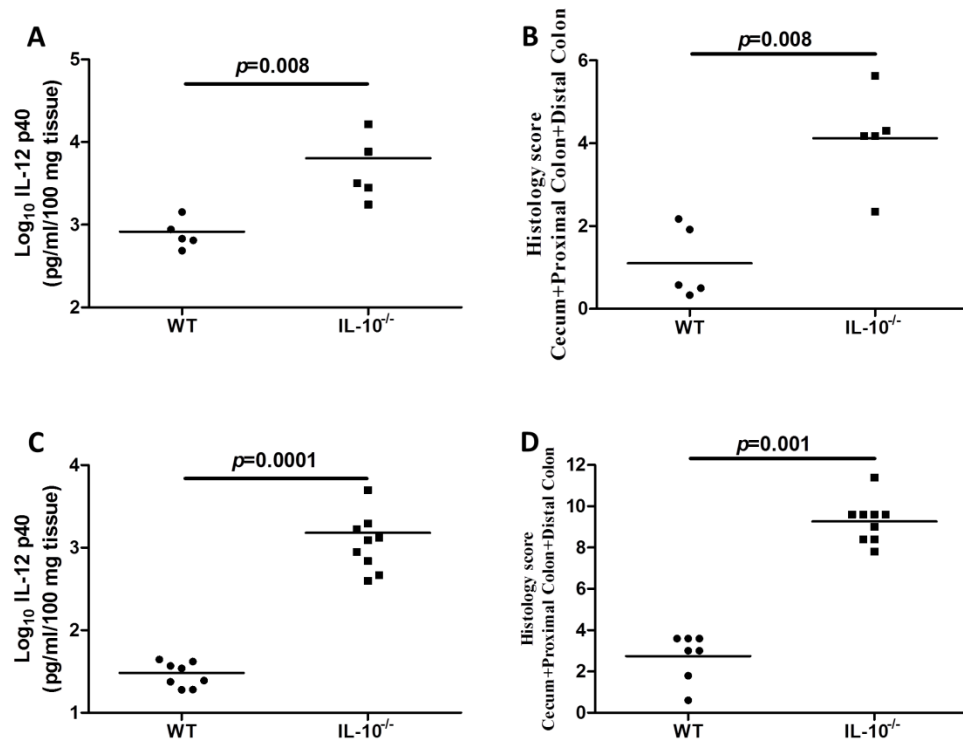 A
p=0.008
Log₁₀ IL-12 p40
(pg/ml/100 mg tissue)
5
4
3
2
WT
IL-10⁻/⁻
B
p=0.008
Histology score
Cecum+Proximal Colon+Distal Colon
6
4
2
0
WT
IL-10⁻/⁻
C
p=0.0001
Log₁₀ IL-12 p40
(pg/ml/100 mg tissue)
4
3
2
1
WT
IL-10⁻/⁻
D
p=0.001
Histology score
Cecum+Proximal Colon+Distal Colon
12
10
8
6
4
2
0
WT
IL-10⁻/⁻